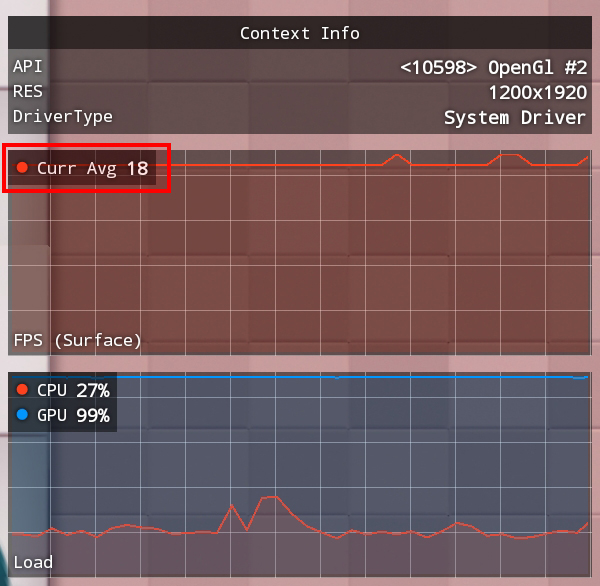 Context Info
API <10598> OpenGl #2
RES 1200x1920
DriverType System Driver
Curr Avg 18
FPS (Surface)
CPU 27%
GPU 99%
Load